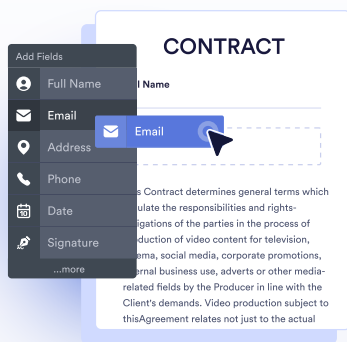 Add Fields
Full Name
Email
Address
Phone
10
Date
Signature
...more
CONTRACT
ll Name
Email
s Contract determines general terms which
ulate the responsibilities and rights-
igations of the parties in the process of
duction of video content for television,
ema, social media, corporate promotions,
ernal business use, adverts or other media-
related fields by the Producer in line with the
Client's demands. Video production subject to
thisAgreement relates not just to the actual